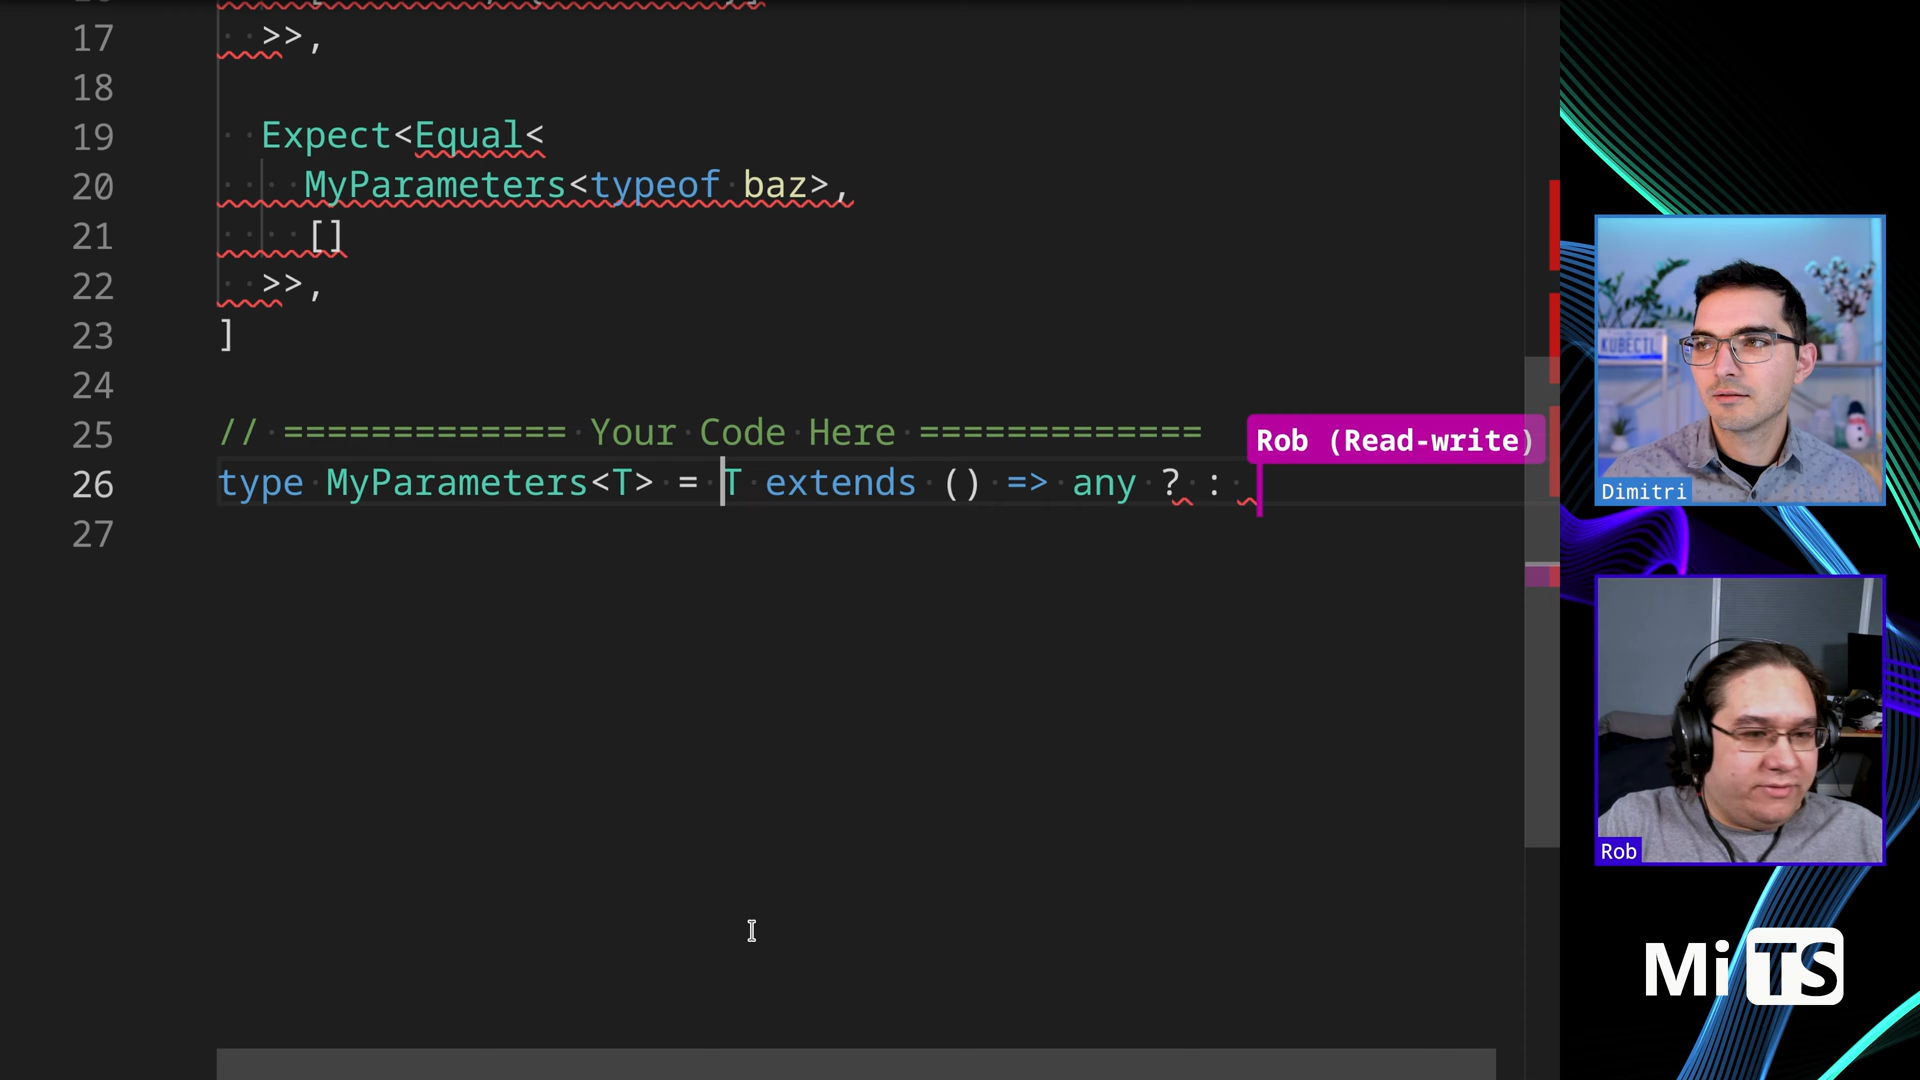 17 >>,
18
19 Expect<Equal<
20 MyParameters<typeof baz>,
21 []
22 >>,
23 ]
24
25 // ============= Your Code Here =============
Rob (Read-write)
26 type MyParameters<T> = T extends () => any ? :
27
KUBECTL
Dimitri
Rob
MiTS